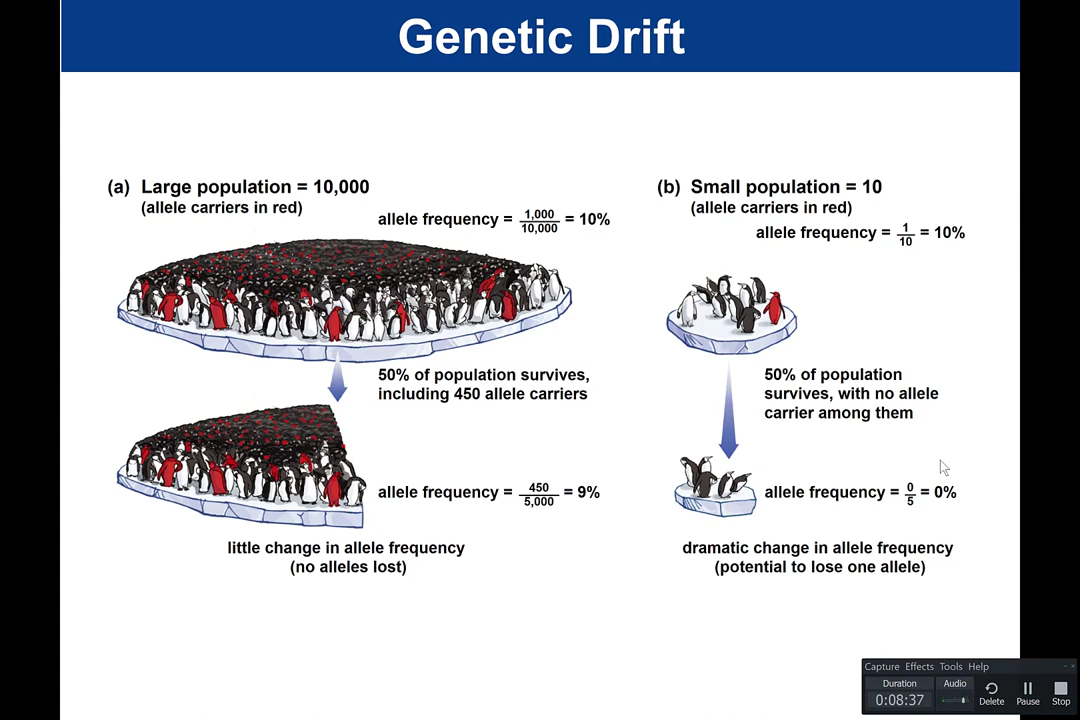 Genetic Drift
(a) Large population = 10,000
(allele carriers in red)
allele frequency = 1,000/10,000 = 10%
50% of population survives,
including 450 allele carriers
allele frequency = 450/5,000 = 9%
little change in allele frequency
(no alleles lost)
(b) Small population = 10
(allele carriers in red)
allele frequency = 1/10 = 10%
50% of population
survives, with no allele
carrier among them
allele frequency = 0/5 = 0%
dramatic change in allele frequency
(potential to lose one allele)
Capture Effects Tools Help
Duration
0:08:37
Audio
Delete
Pause
Stop